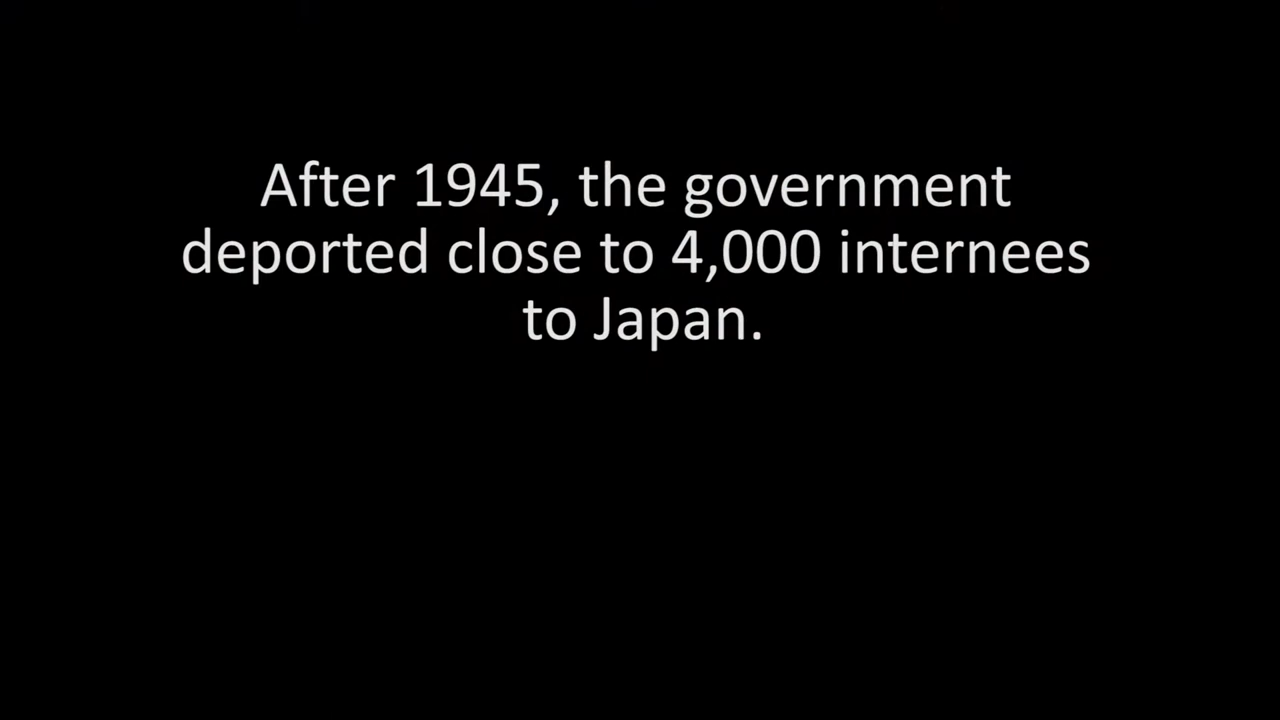 After 1945, the government
deported close to 4,000 internees
to Japan.